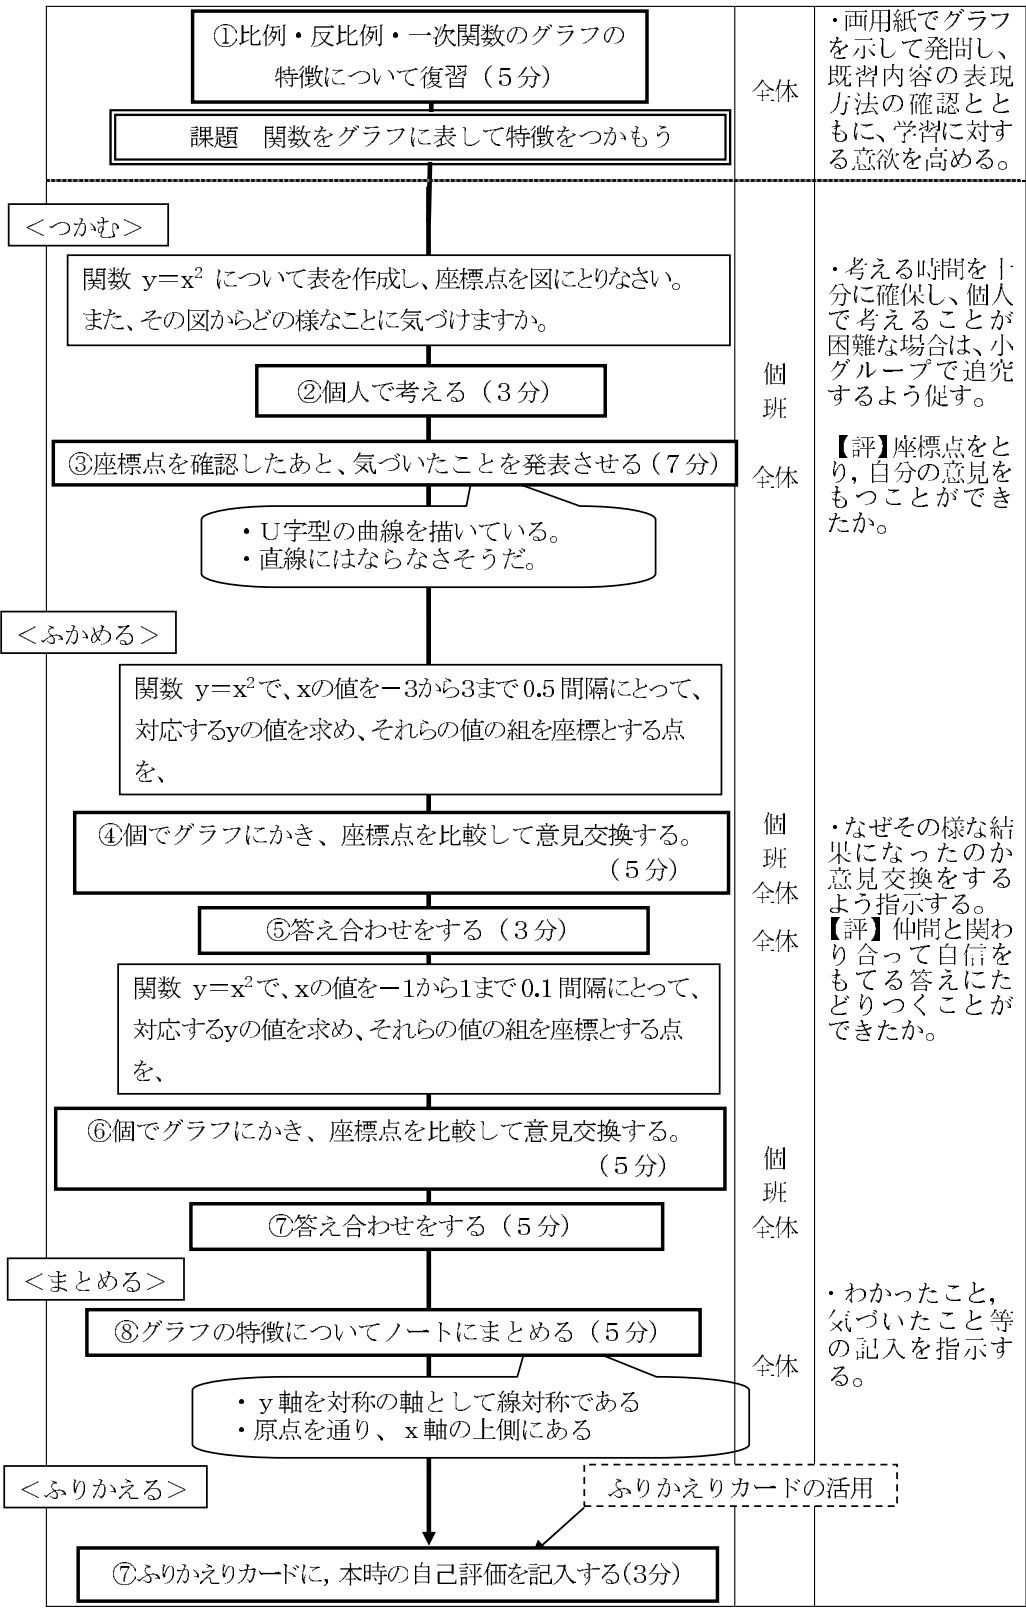 ①比例・反比例・一次関数のグラフの
特徴について復習（５分）
課題　関数をグラフに表して特徴をつかもう
全体
・画用紙でグラフ
を示して発問し、
既習内容の表現
方法の確認とと
もに、学習に対す
る意欲を高める。
＜つかむ＞
関数 y＝x² について表を作成し、座標点を図にとりなさい。
また、その図からどの様なことに気づけますか。
②個人で考える（３分）
③座標点を確認したあと、気づいたことを発表させる（７分）
・Ｕ字型の曲線を描いている。
・直線にはならなさそうだ。
個
班
全体
・考える時間を十
分に確保し、個人
で考えることが
困難な場合は、小
グループで追究
するよう促す。
【評】座標点をと
り，自分の意見を
もつことができ
たか。
＜ふかめる＞
関数 y＝x²で、xの値を－3から3まで0.5間隔にとって、
対応するyの値を求め、それらの値の組を座標とする点
を、
④個でグラフにかき、座標点を比較して意見交換する。
（５分）
⑤答え合わせをする（３分）
個
班
全体
全体
・なぜその様な結
果になったのか
意見交換をする
よう指示する。
【評】仲間と関わ
り合って自信を
もてる答えにた
どりつくことが
できたか。
関数 y＝x²で、xの値を－1から1まで0.1間隔にとって、
対応するyの値を求め、それらの値の組を座標とする点
を、
⑥個でグラフにかき、座標点を比較して意見交換する。
（５分）
⑦答え合わせをする（５分）
個
班
全体
＜まとめる＞
⑧グラフの特徴についてノートにまとめる（５分）
・ｙ軸を対称の軸として線対称である
・原点を通り、ｘ軸の上側にある
全体
・わかったこと，
気づいたこと等
の記入を指示す
る。
＜ふりかえる＞
ふりかえりカードの活用
⑦ふりかえりカードに，本時の自己評価を記入する(３分)